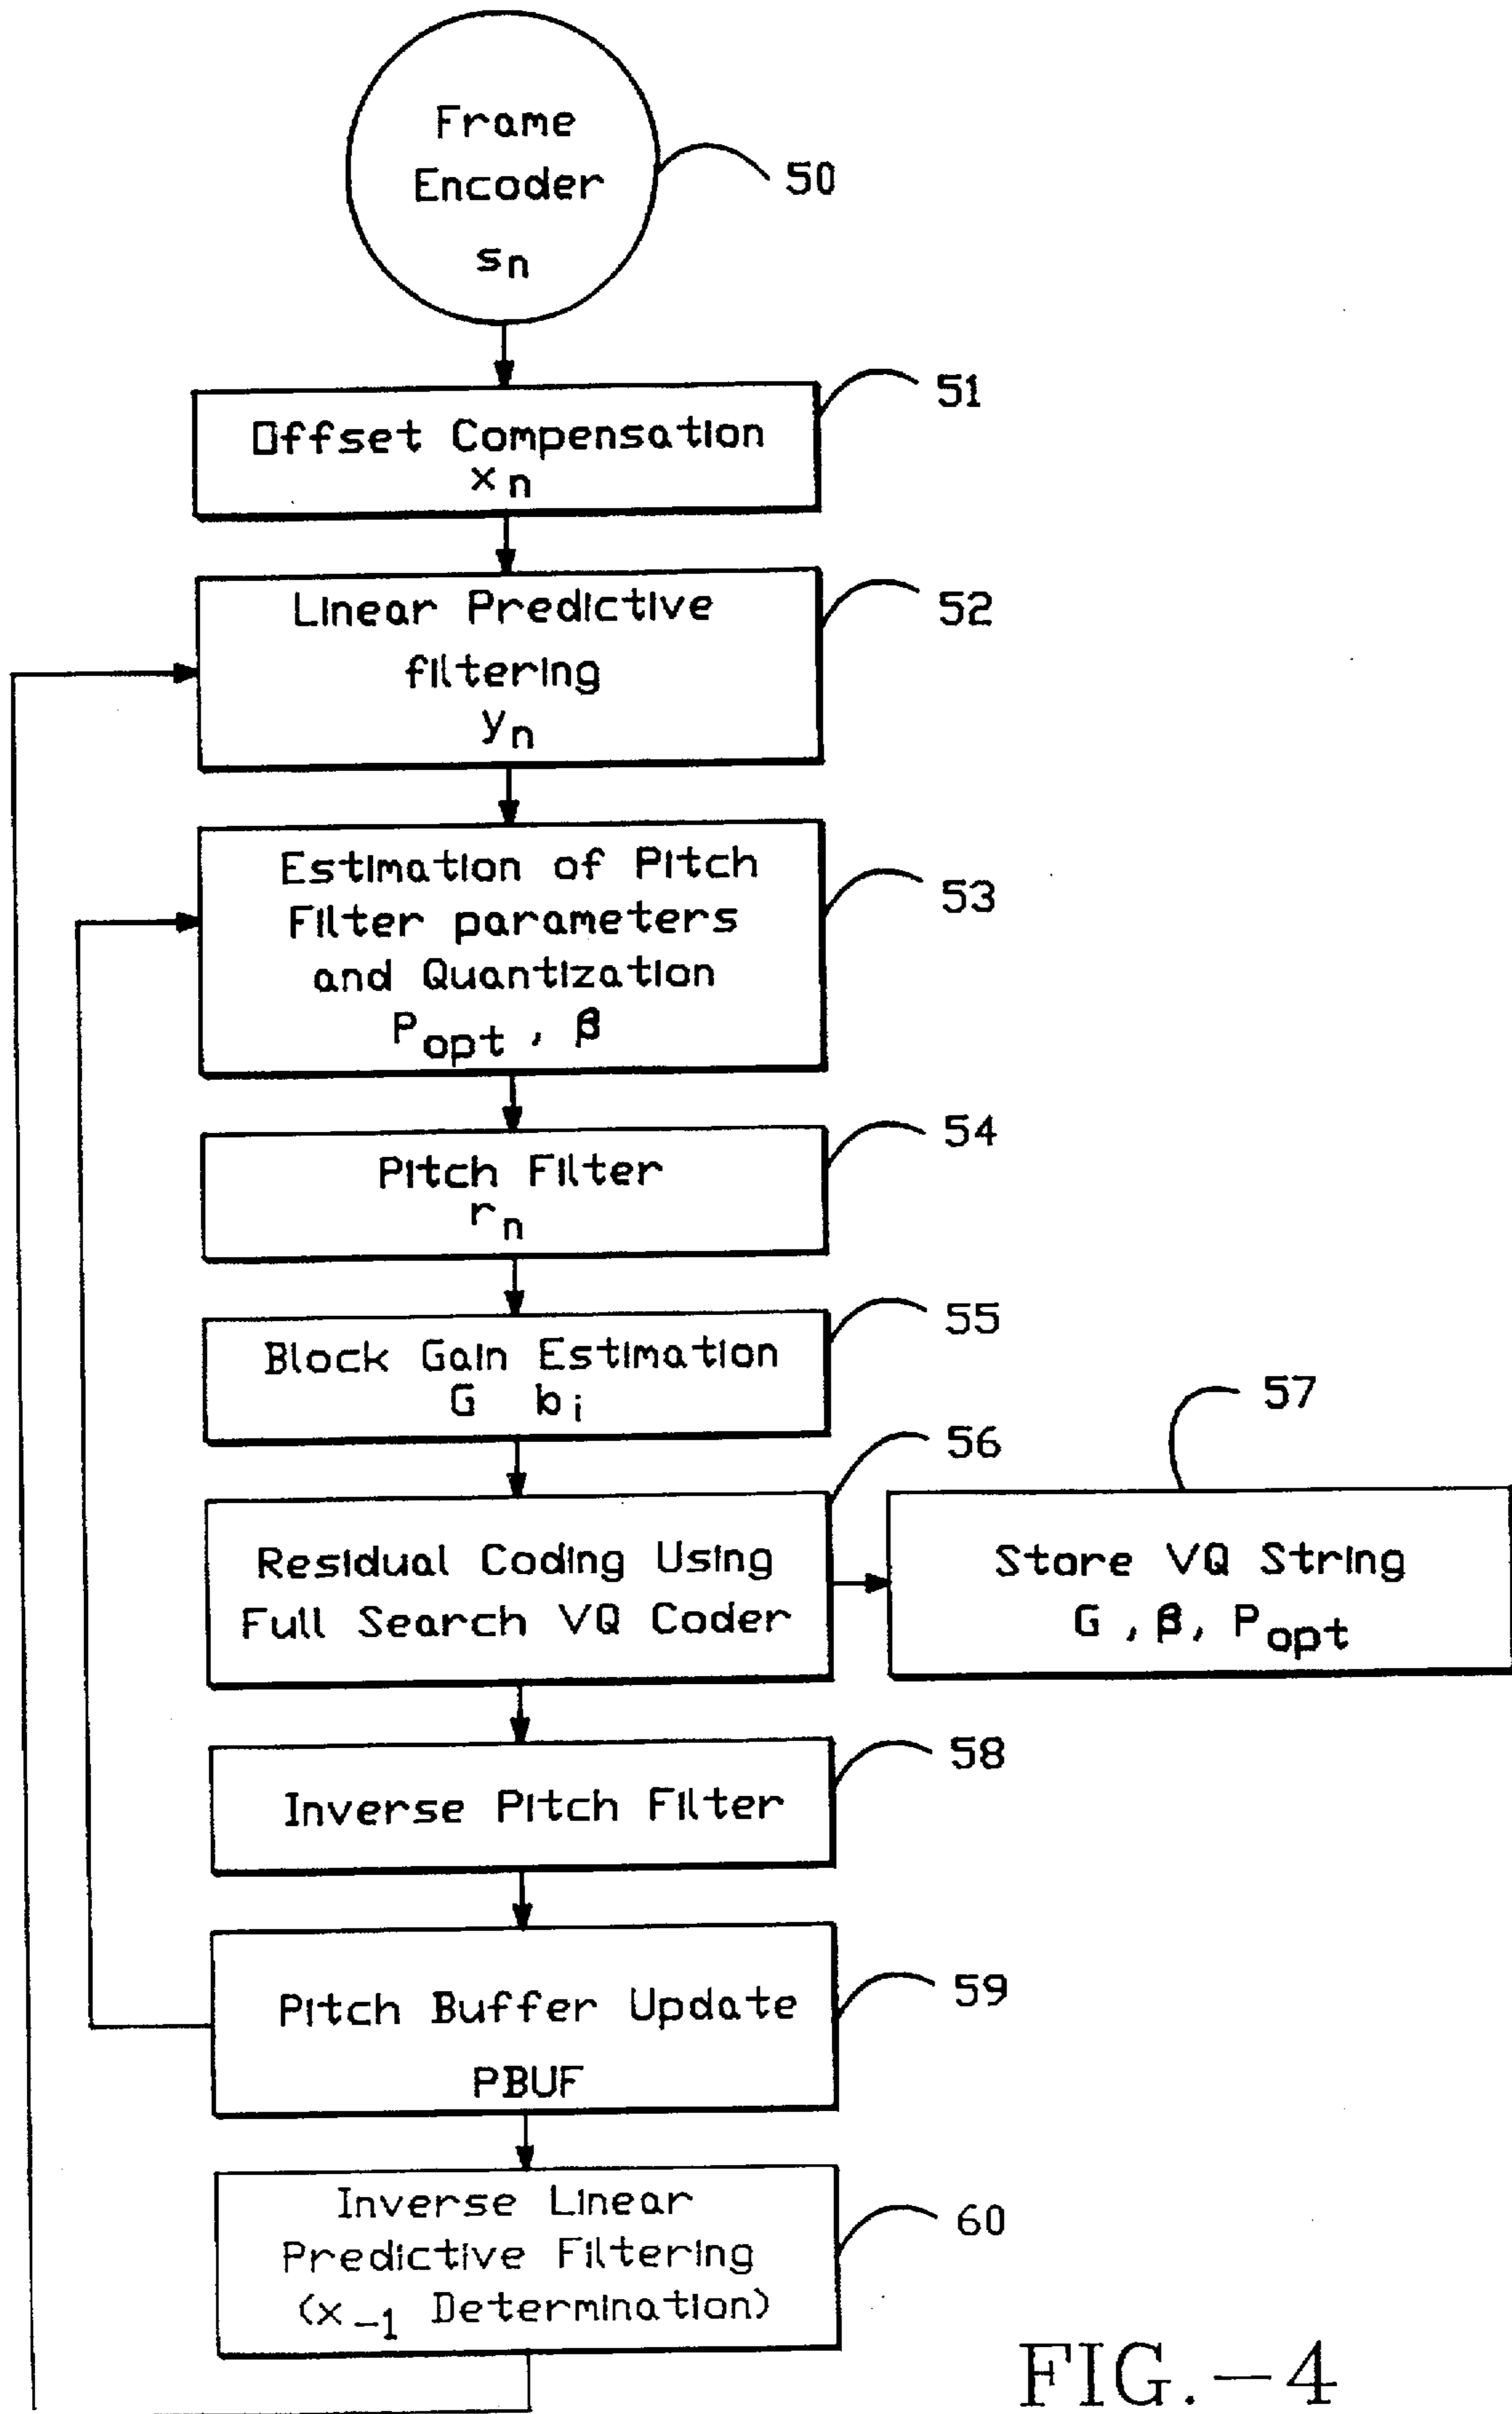 Frame
Encoder
sₙ
50
Offset Compensation
xₙ
51
Linear Predictive
filtering
yₙ
52
Estimation of Pitch
Filter parameters
and Quantization
Pₒₚₜ , β
53
Pitch Filter
rₙ
54
Block Gain Estimation
G bᵢ
55
Residual Coding Using
Full Search VQ Coder
56
Store VQ String
G , β, Pₒₚₜ
57
Inverse Pitch Filter
58
Pitch Buffer Update
PBUF
59
Inverse Linear
Predictive Filtering
(x₋₁ Determination)
60
FIG.-4